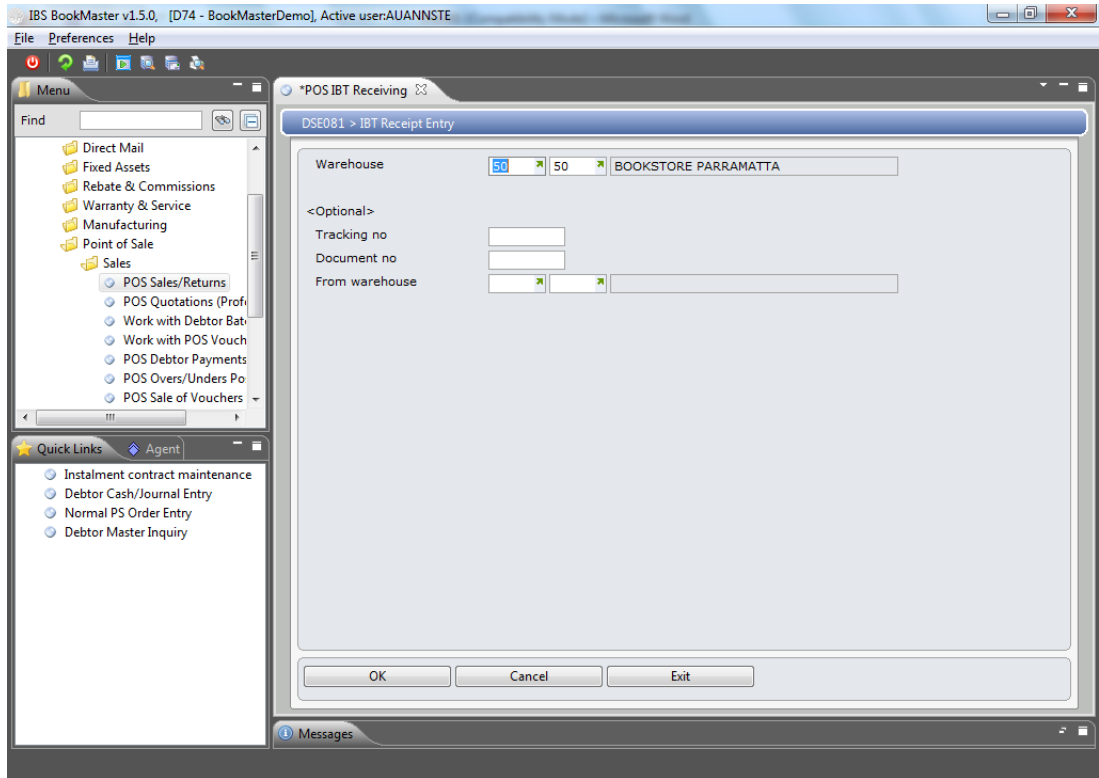 IBS BookMaster v1.5.0, [D74 - BookMasterDemo], Active user:AUANNSTE
File Preferences Help
Menu
Find
Direct Mail
Fixed Assets
Rebate & Commissions
Warranty & Service
Manufacturing
Point of Sale
Sales
POS Sales/Returns
POS Quotations (Profe
Work with Debtor Bat
Work with POS Vouch
POS Debtor Payments
POS Overs/Unders Po
POS Sale of Vouchers
Quick Links Agent
Instalment contract maintenance
Debtor Cash/Journal Entry
Normal PS Order Entry
Debtor Master Inquiry
*POS IBT Receiving
DSE081 > IBT Receipt Entry
Warehouse 50 50 BOOKSTORE PARRAMATTA
<Optional>
Tracking no
Document no
From warehouse
OK Cancel Exit
Messages